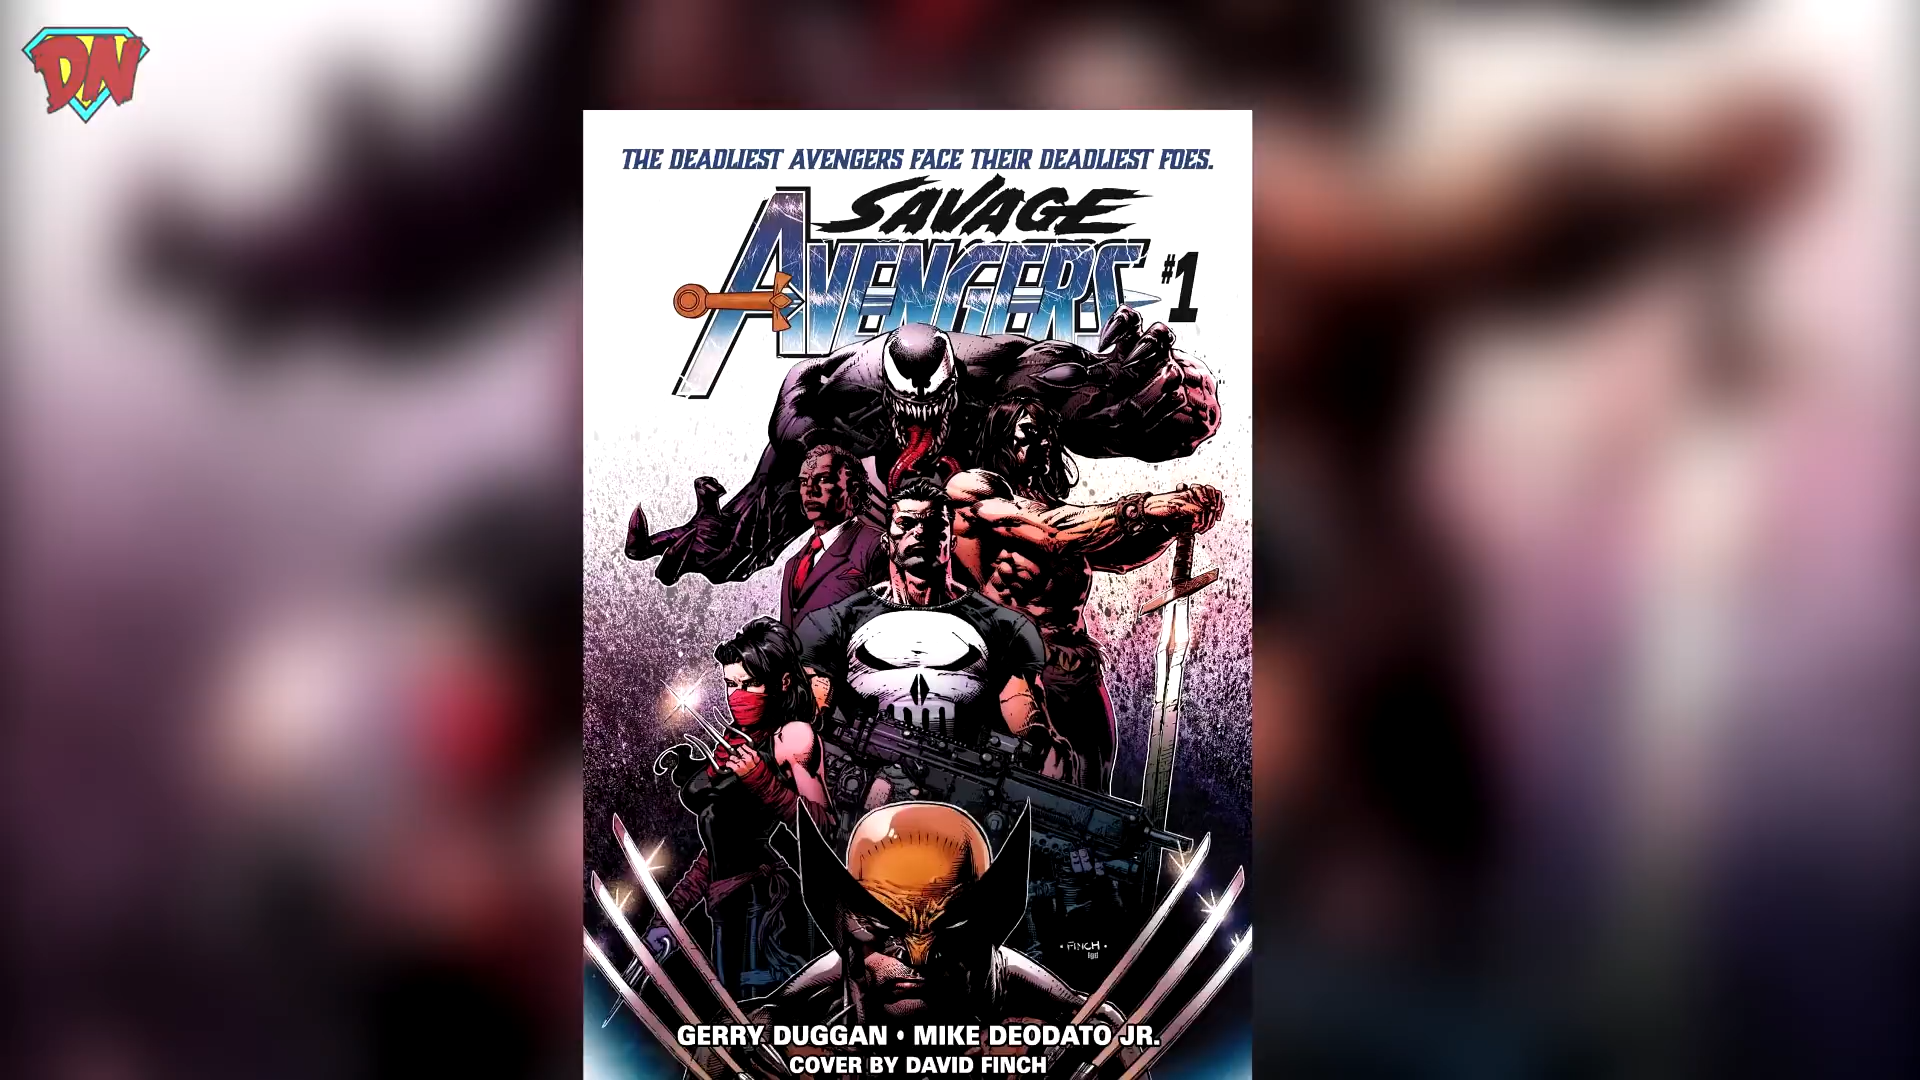 DN
THE DEADLIEST AVENGERS FACE THEIR DEADLIEST FOES.
SAVAGE
AVENGERS #1
• FINCH •
GERRY DUGGAN • MIKE DEODATO JR.
COVER BY DAVID FINCH